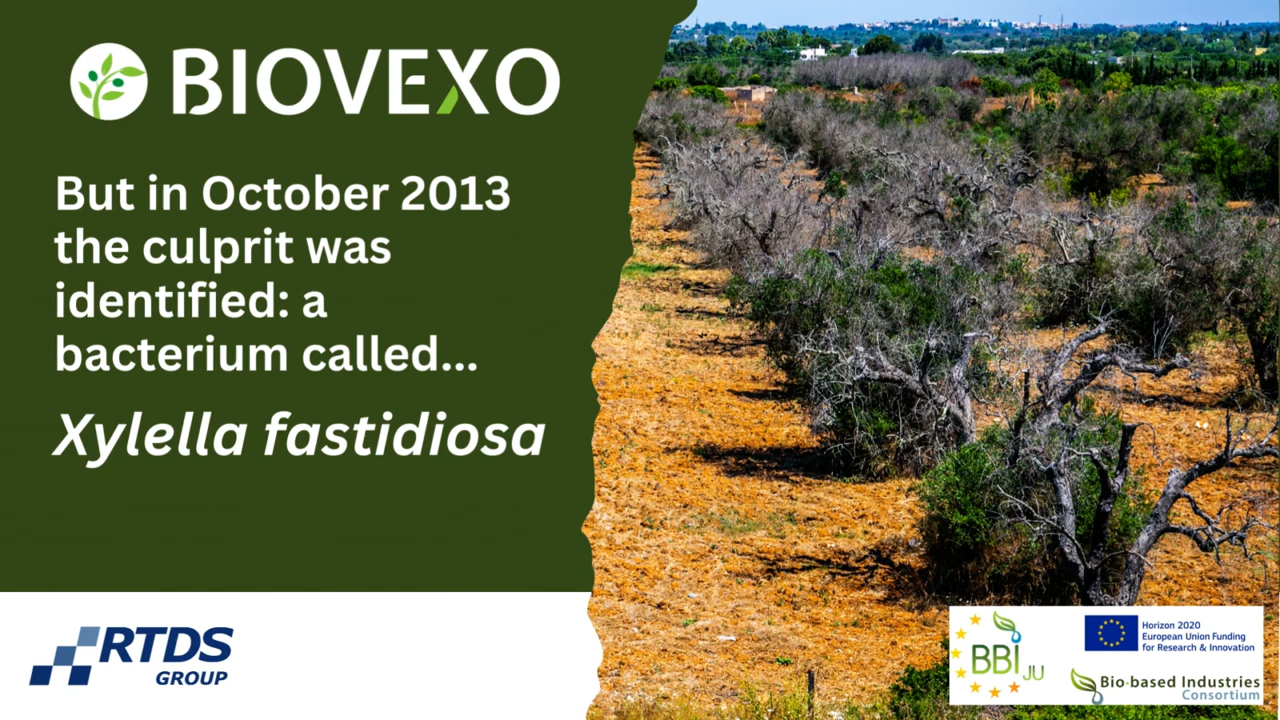 BIOVEXO
But in October 2013
the culprit was
identified: a
bacterium called...
Xylella fastidiosa
RTDS
GROUP
BBI JU
Horizon 2020
European Union Funding
for Research & Innovation
Bio-based Industries
Consortium